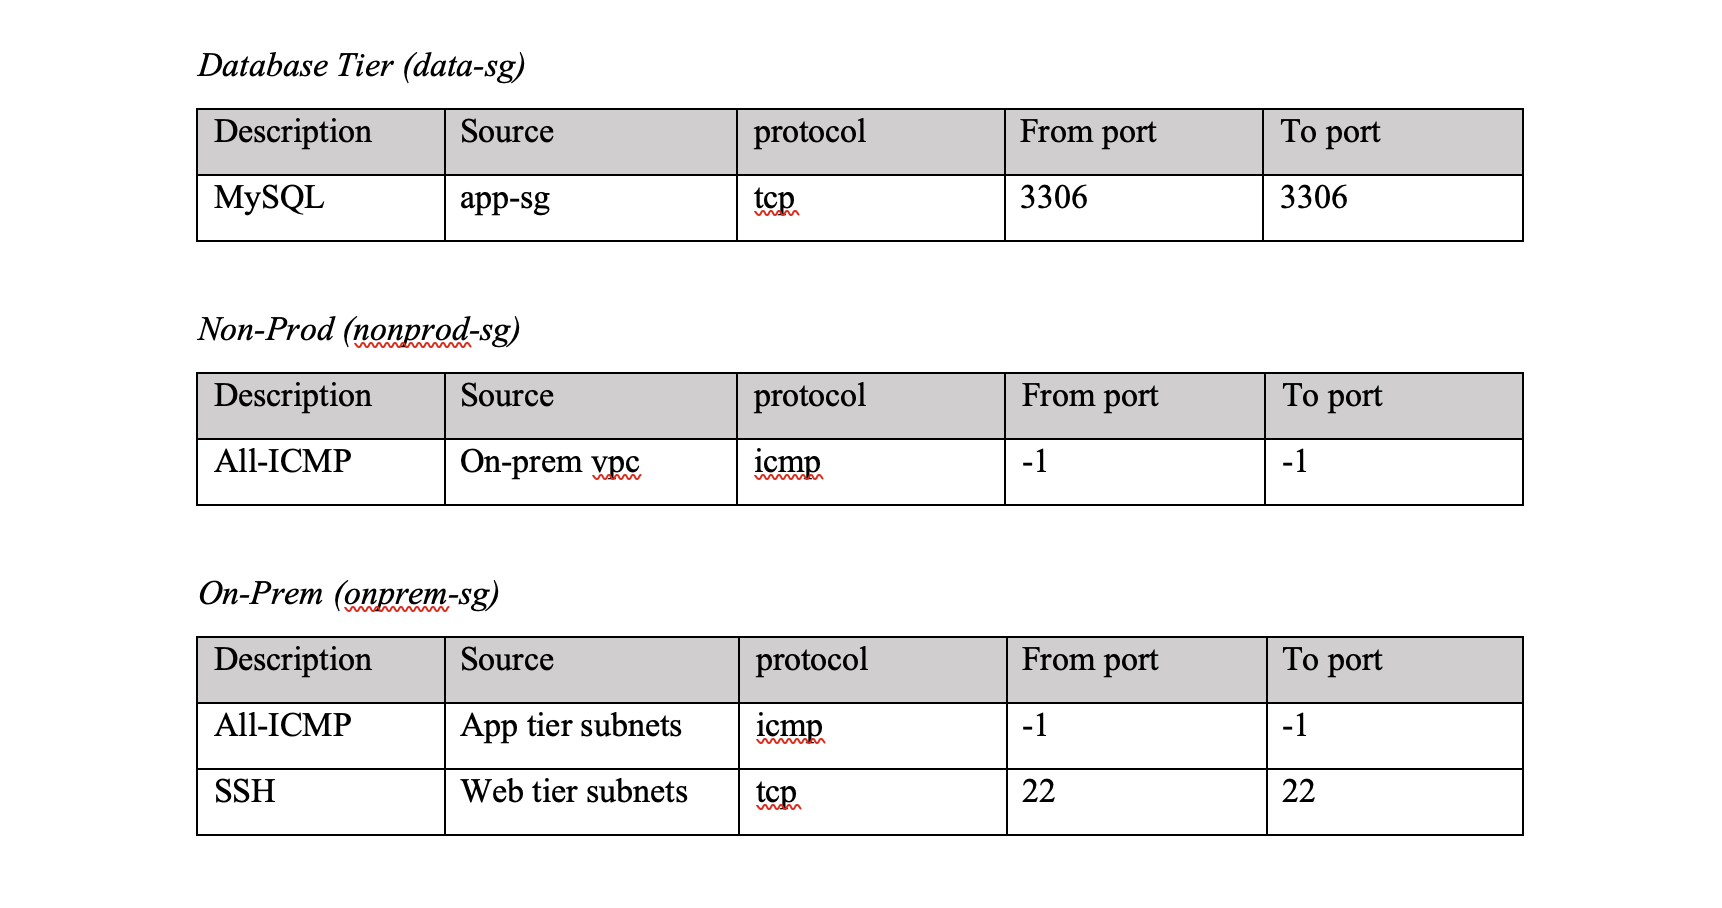 Database Tier (data-sg)
Description Source protocol From port To port
MySQL app-sg tcp 3306 3306
Non-Prod (nonprod-sg)
Description Source protocol From port To port
All-ICMP On-prem vpc icmp -1 -1
On-Prem (onprem-sg)
Description Source protocol From port To port
All-ICMP App tier subnets icmp -1 -1
SSH Web tier subnets tcp 22 22